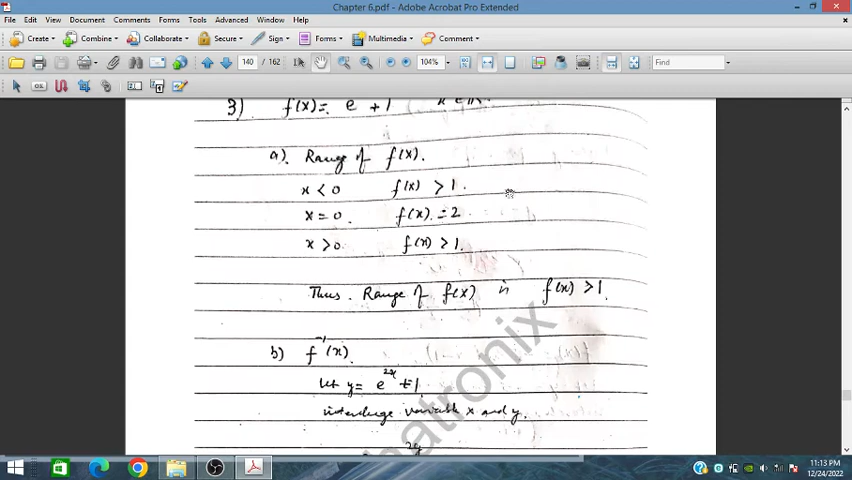 Chapter 6.pdf - Adobe Acrobat Pro Extended
File Edit View Document Comments Forms Tools Advanced Window Help
Create Combine Collaborate Secure Sign Forms Multimedia Comment
140 / 162 104% Find
3) f(x) = e + 1 x ∈ ℝ.
a). Range of f(x).
x < 0 f(x) > 1.
x = 0. f(x) = 2
x > 0. f(x) > 1.
Thus. Range of f(x) is f(x) > 1.
b) f⁻¹(x).
let y = e²ˣ + 1.
interchange variable x and y.
2y
11:13 PM
12/24/2022